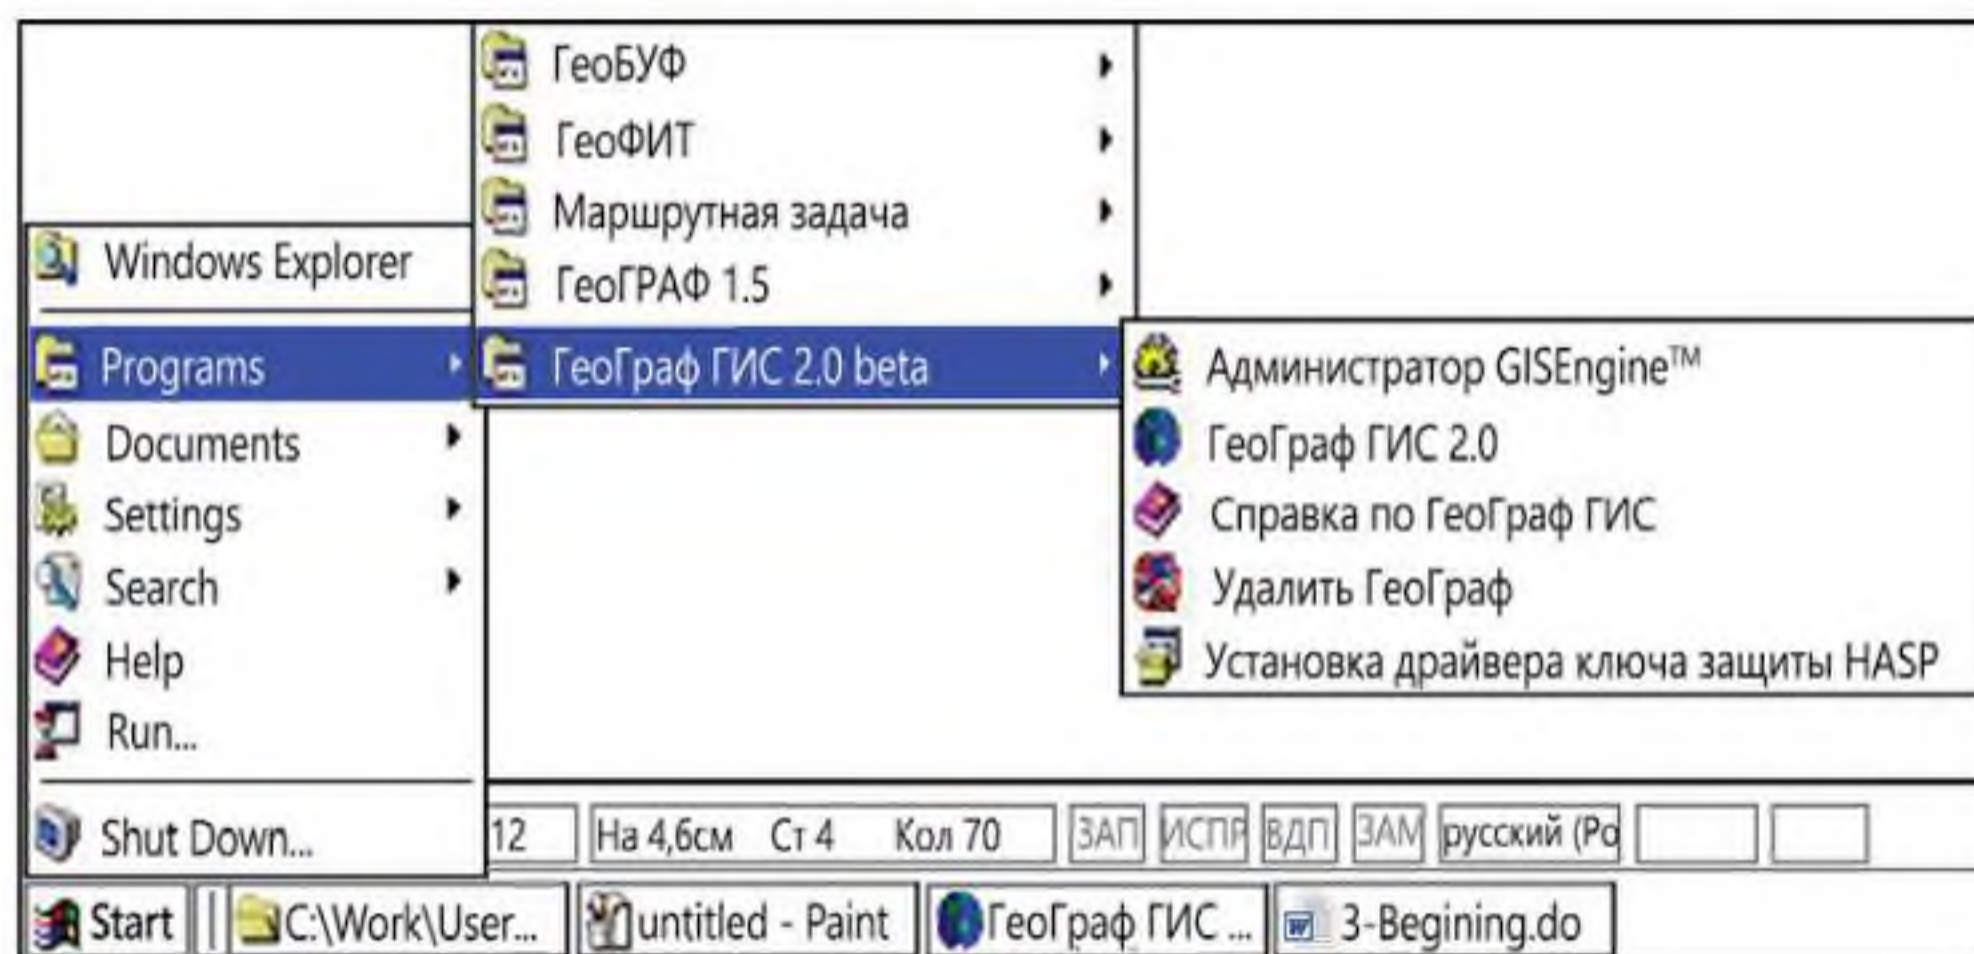 ГеоБУФ
ГеоФИТ
Маршрутная задача
ГеоГРАФ 1.5
ГеоГраф ГИС 2.0 beta
Windows Explorer
Programs
Documents
Settings
Search
Help
Run...
Shut Down...
Администратор GISEngine™
ГеоГраф ГИС 2.0
Справка по ГеоГраф ГИС
Удалить ГеоГраф
Установка драйвера ключа защиты HASP
12 На 4,6см Ст 4 Кол 70 ЗАП ИСПР ВДП ЗАМ русский (Ро
Start C:\Work\User... untitled - Paint ГеоГраф ГИС ... 3-Begining.do